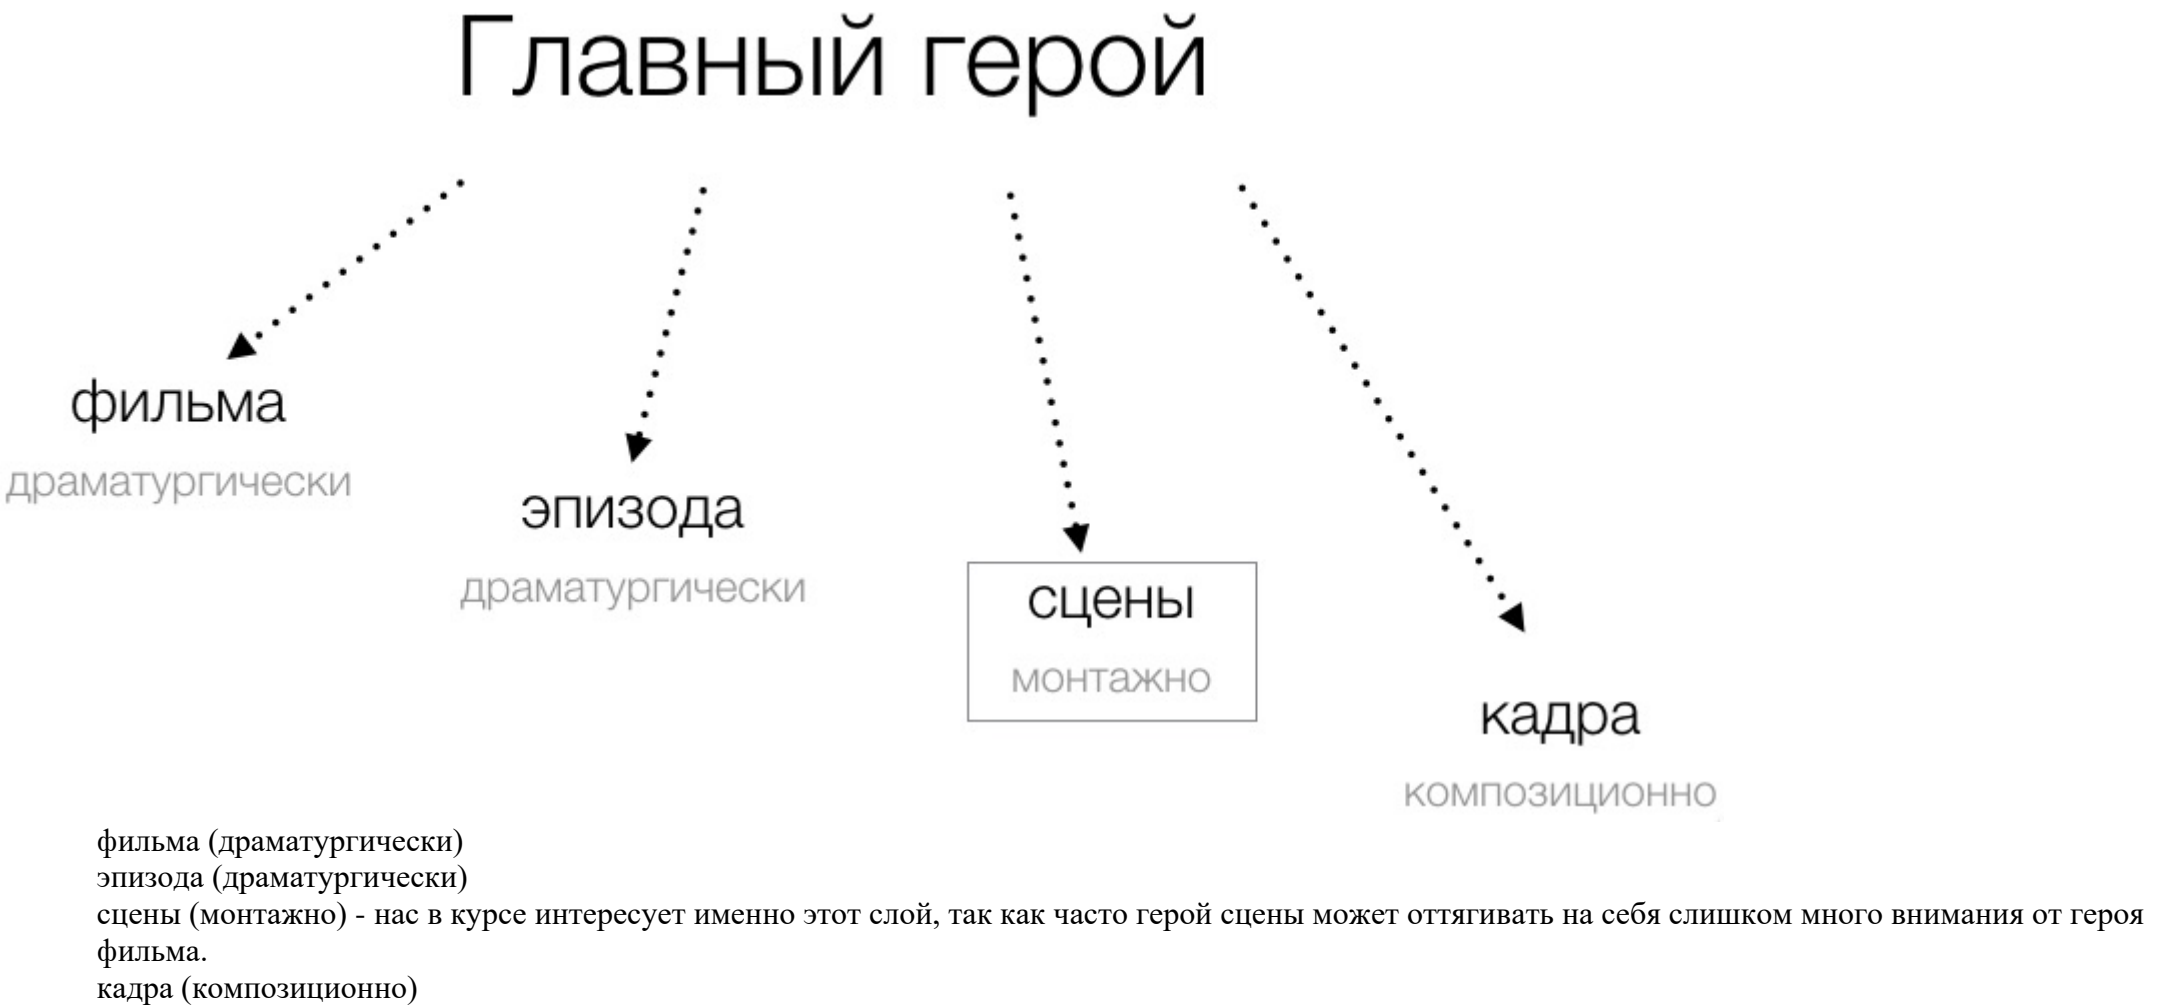 Главный герой
фильма
драматургически
эпизода
драматургически
сцены
монтажно
кадра
композиционно
фильма (драматургически)
эпизода (драматургически)
сцены (монтажно) - нас в курсе интересует именно этот слой, так как часто герой сцены может оттягивать на себя слишком много внимания от героя
фильма.
кадра (композиционно)